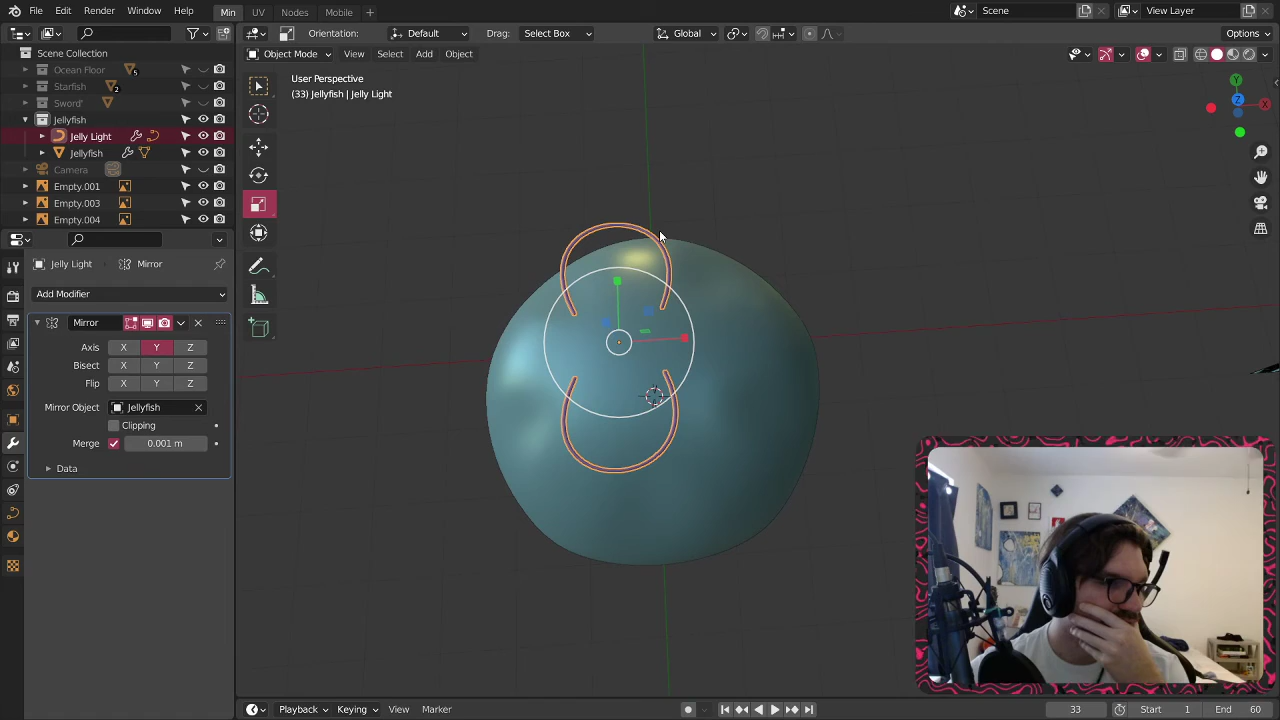 File Edit Render Window Help
Min UV Nodes Mobile +
Scene
View Layer
Orientation: Default Drag: Select Box Global Options
Object Mode View Select Add Object
Scene Collection
Ocean Floor 5
Starfish 2
Sword'
Jellyfish
Jelly Light
Jellyfish
Camera
Empty.001
Empty.003
Empty.004
User Perspective
(33) Jellyfish | Jelly Light
Y
Z
X
Jelly Light > Mirror
Add Modifier
Mirror
Axis X Y Z
Bisect X Y Z
Flip X Y Z
Mirror Object Jellyfish
Clipping
Merge 0.001 m
Data
Playback Keying View Marker 33 Start 1 End 60